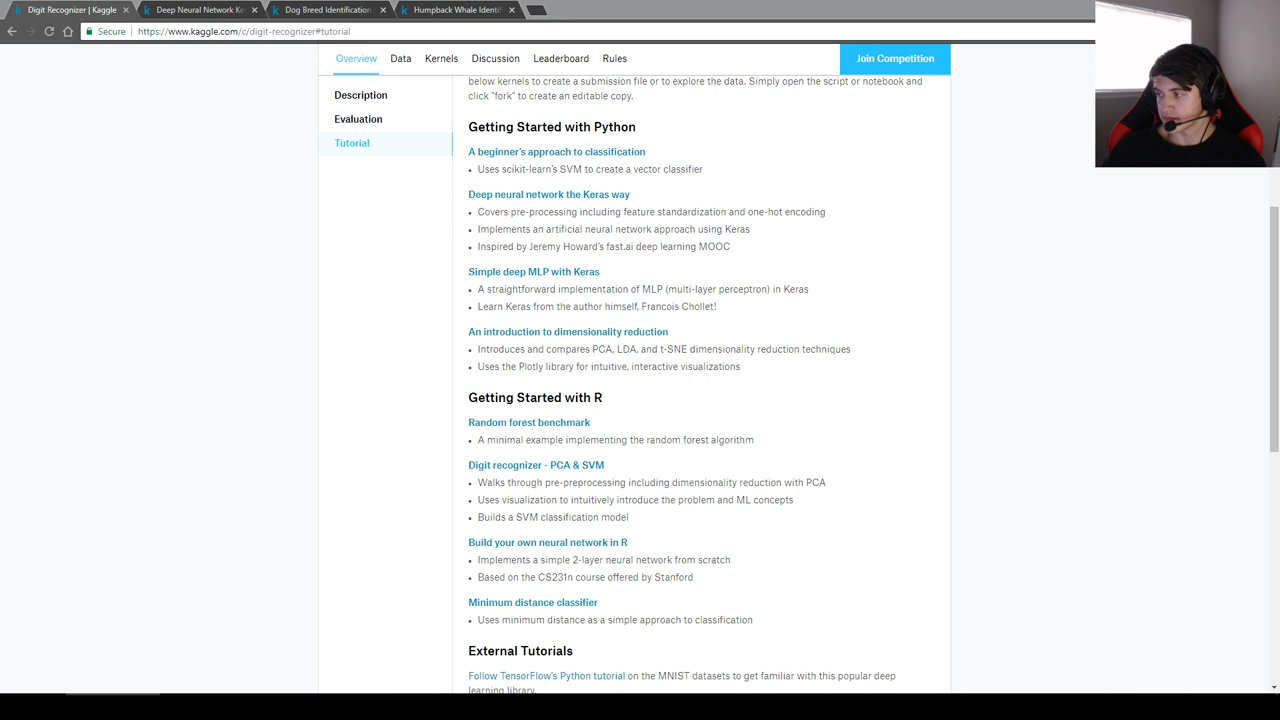 Digit Recognizer | Kaggle
Deep Neural Network Ke
Dog Breed Identification
Humpback Whale Identif
Secure
https://www.kaggle.com/c/digit-recognizer#tutorial
Overview
Data
Kernels
Discussion
Leaderboard
Rules
Join Competition
Description
Evaluation
Tutorial
below kernels to create a submission file or to explore the data. Simply open the script or notebook and
click "fork" to create an editable copy.
Getting Started with Python
A beginner's approach to classification
• Uses scikit-learn's SVM to create a vector classifier
Deep neural network the Keras way
• Covers pre-processing including feature standardization and one-hot encoding
• Implements an artificial neural network approach using Keras
• Inspired by Jeremy Howard's fast.ai deep learning MOOC
Simple deep MLP with Keras
• A straightforward implementation of MLP (multi-layer perceptron) in Keras
• Learn Keras from the author himself, Francois Chollet!
An introduction to dimensionality reduction
• Introduces and compares PCA, LDA, and t-SNE dimensionality reduction techniques
• Uses the Plotly library for intuitive, interactive visualizations
Getting Started with R
Random forest benchmark
• A minimal example implementing the random forest algorithm
Digit recognizer - PCA & SVM
• Walks through pre-preprocessing including dimensionality reduction with PCA
• Uses visualization to intuitively introduce the problem and ML concepts
• Builds a SVM classification model
Build your own neural network in R
• Implements a simple 2-layer neural network from scratch
• Based on the CS231n course offered by Stanford
Minimum distance classifier
• Uses minimum distance as a simple approach to classification
External Tutorials
Follow TensorFlow's Python tutorial on the MNIST datasets to get familiar with this popular deep
learning library.